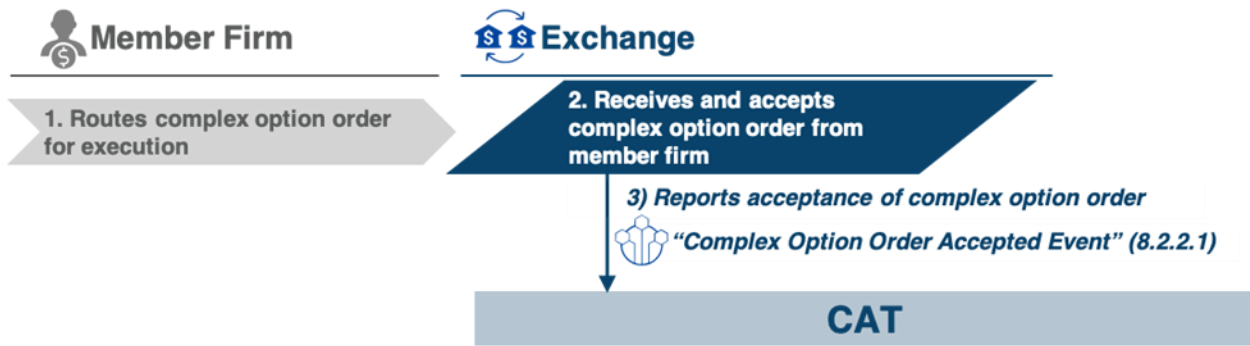 Member Firm
Exchange
1. Routes complex option order
for execution
2. Receives and accepts
complex option order from
member firm
3) Reports acceptance of complex option order
“Complex Option Order Accepted Event” (8.2.2.1)
CAT